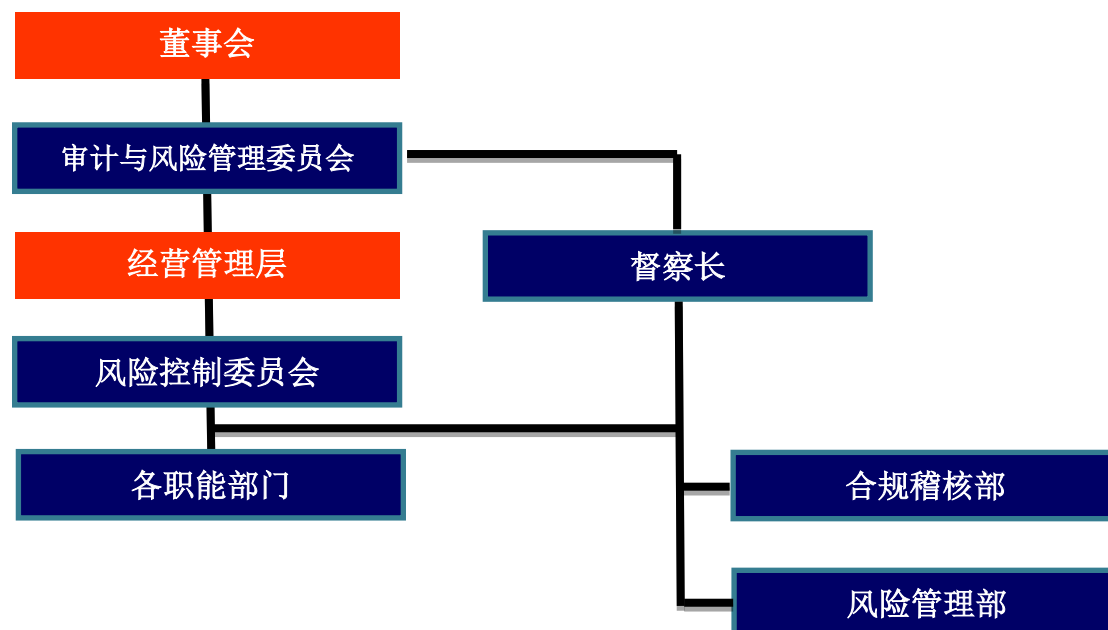 董事会
审计与风险管理委员会
经营管理层
督察长
风险控制委员会
各职能部门
合规稽核部
风险管理部